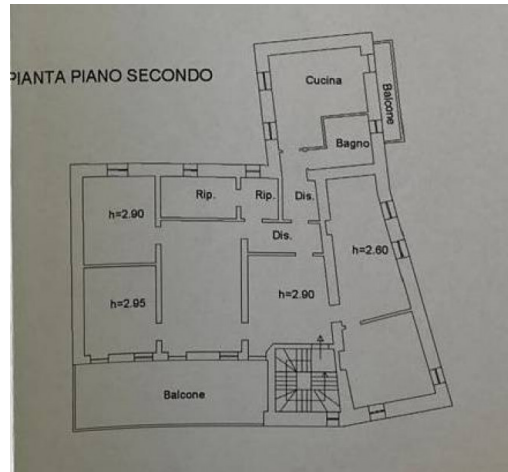 PIANTA PIANO SECONDO
Cucina
Balcone
Bagno
Rip.
Rip.
Dis.
h=2.90
Dis.
h=2.60
h=2.95
h=2.90
Balcone